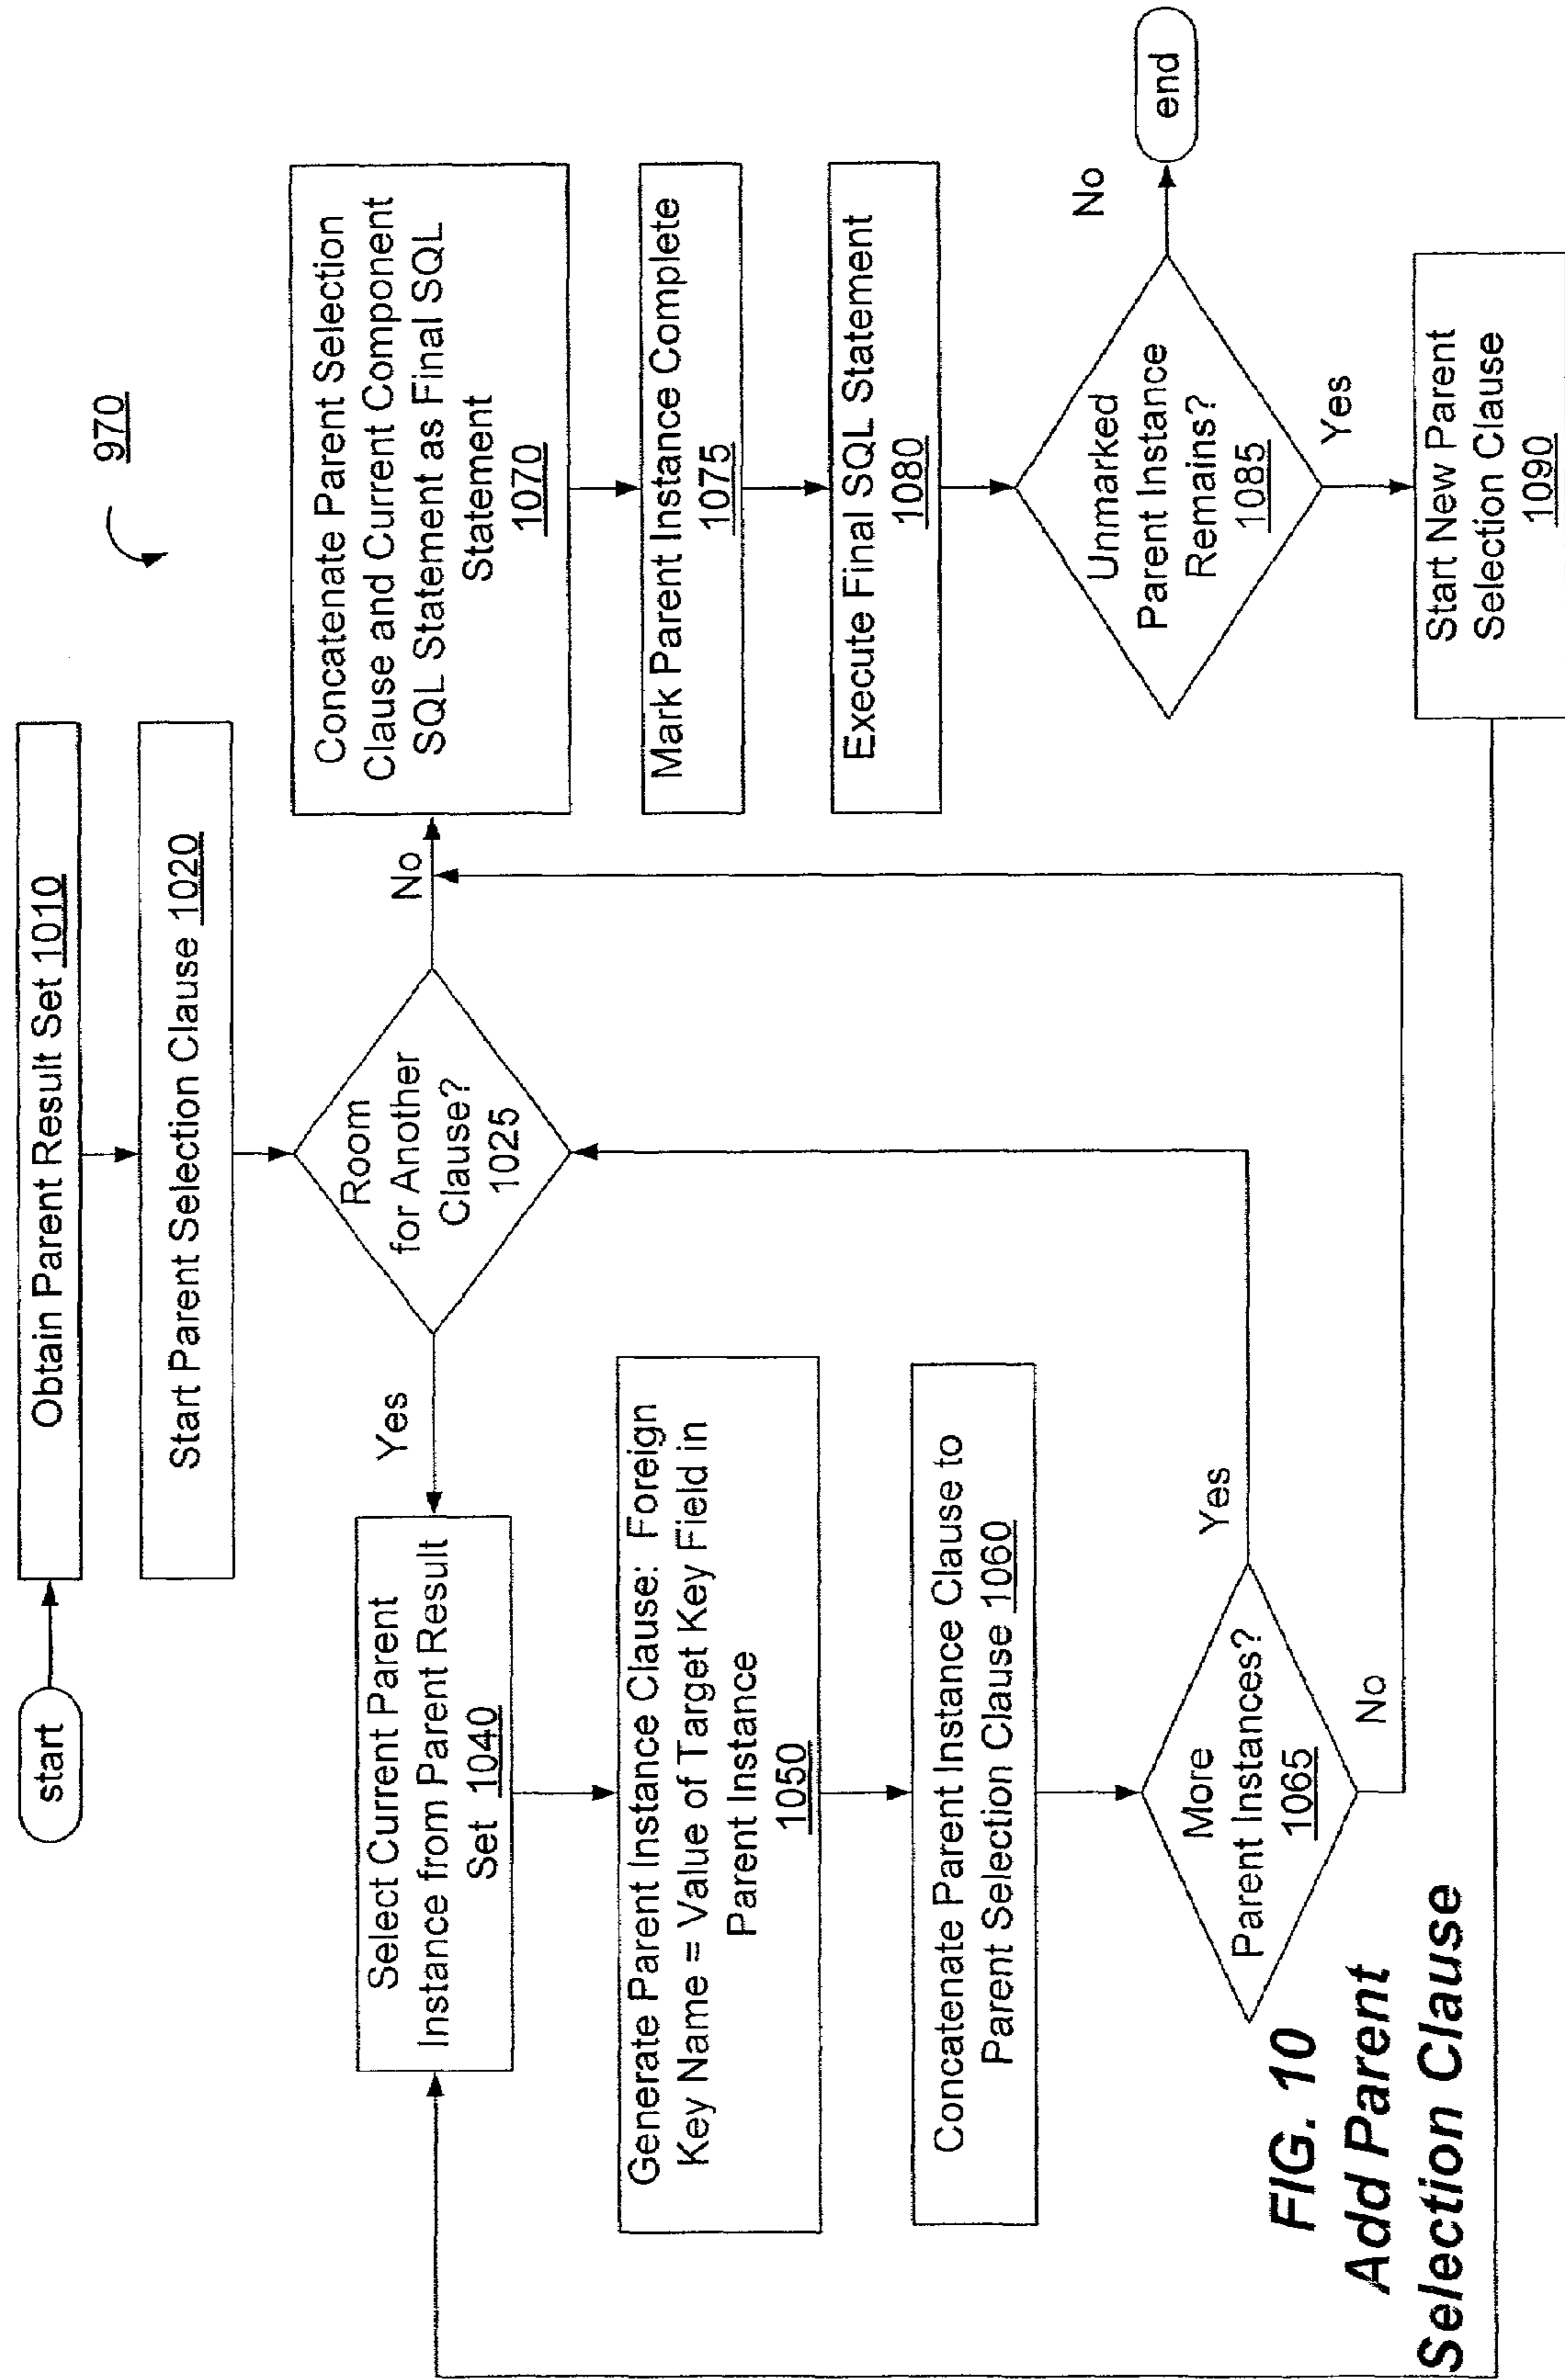 970
start
Obtain Parent Result Set 1010
Start Parent Selection Clause 1020
Room
for Another
Clause?
1025
Yes
No
Select Current Parent
Instance from Parent Result
Set 1040
Generate Parent Instance Clause: Foreign
Key Name = Value of Target Key Field in
Parent Instance
1050
Concatenate Parent Instance Clause to
Parent Selection Clause 1060
More
Parent Instances?
1065
Yes
No
Concatenate Parent Selection
Clause and Current Component
SQL Statement as Final SQL
Statement
1070
Mark Parent Instance Complete
1075
Execute Final SQL Statement
1080
Unmarked
Parent Instance
Remains?
1085
No
end
Yes
Start New Parent
Selection Clause
1090
FIG. 10
Add Parent
Selection Clause